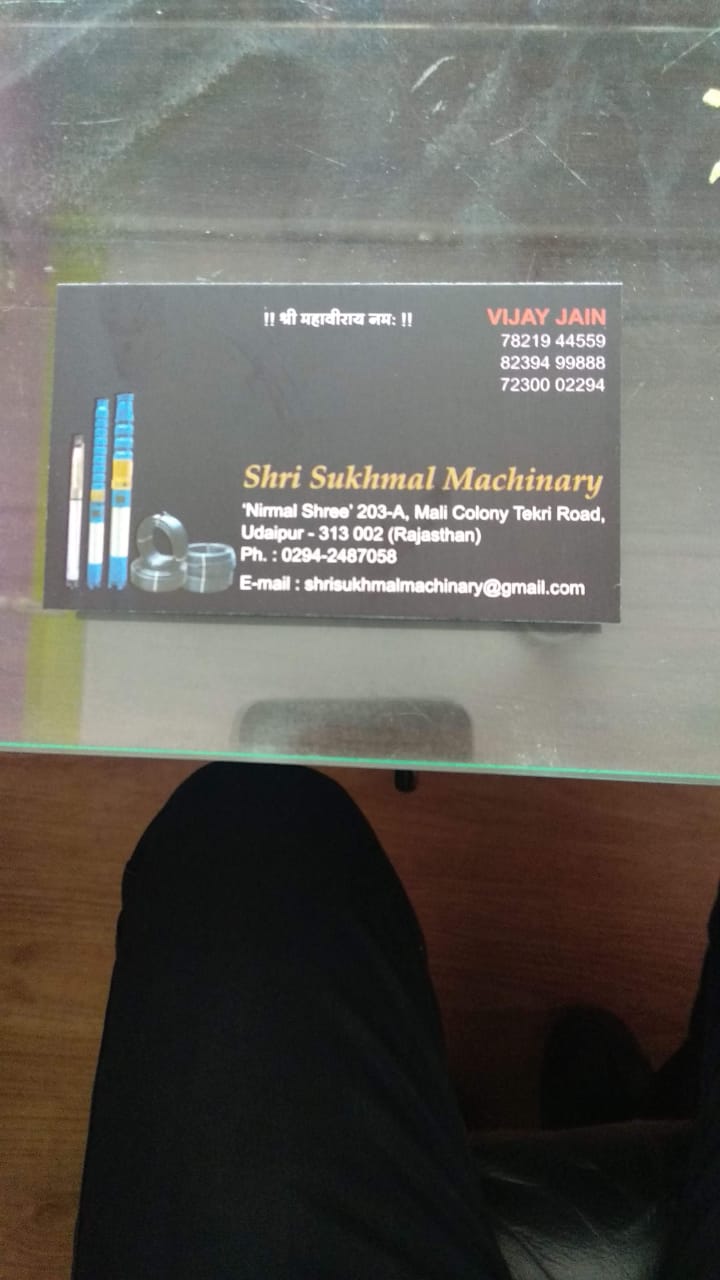 !! श्री महावीराय नमः !!
VIJAY JAIN
78219 44559
82394 99888
72300 02294
Shri Sukhmal Machinary
'Nirmal Shree' 203-A, Mali Colony Tekri Road,
Udaipur - 313 002 (Rajasthan)
Ph. : 0294-2487058
E-mail : shrisukhmalmachinary@gmail.com